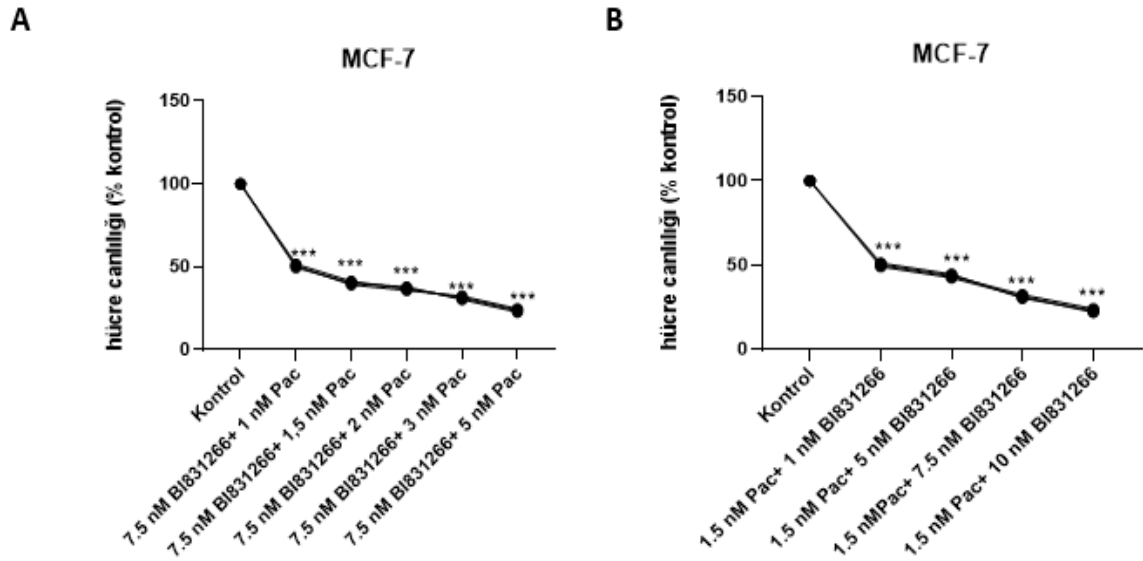 A
MCF-7
hücre canlılığı (% kontrol)
150
100
50
0
***
***
***
***
***
Kontrol
7.5 nM BI831266+ 1 nM Pac
7.5 nM BI831266+ 1,5 nM Pac
7.5 nM BI831266+ 2 nM Pac
7.5 nM BI831266+ 3 nM Pac
7.5 nM BI831266+ 5 nM Pac
B
MCF-7
hücre canlılığı (% kontrol)
150
100
50
0
***
***
***
***
Kontrol
1.5 nM Pac+ 1 nM BI831266
1.5 nM Pac+ 5 nM BI831266
1.5 nMPac+ 7.5 nM BI831266
1.5 nM Pac+ 10 nM BI831266